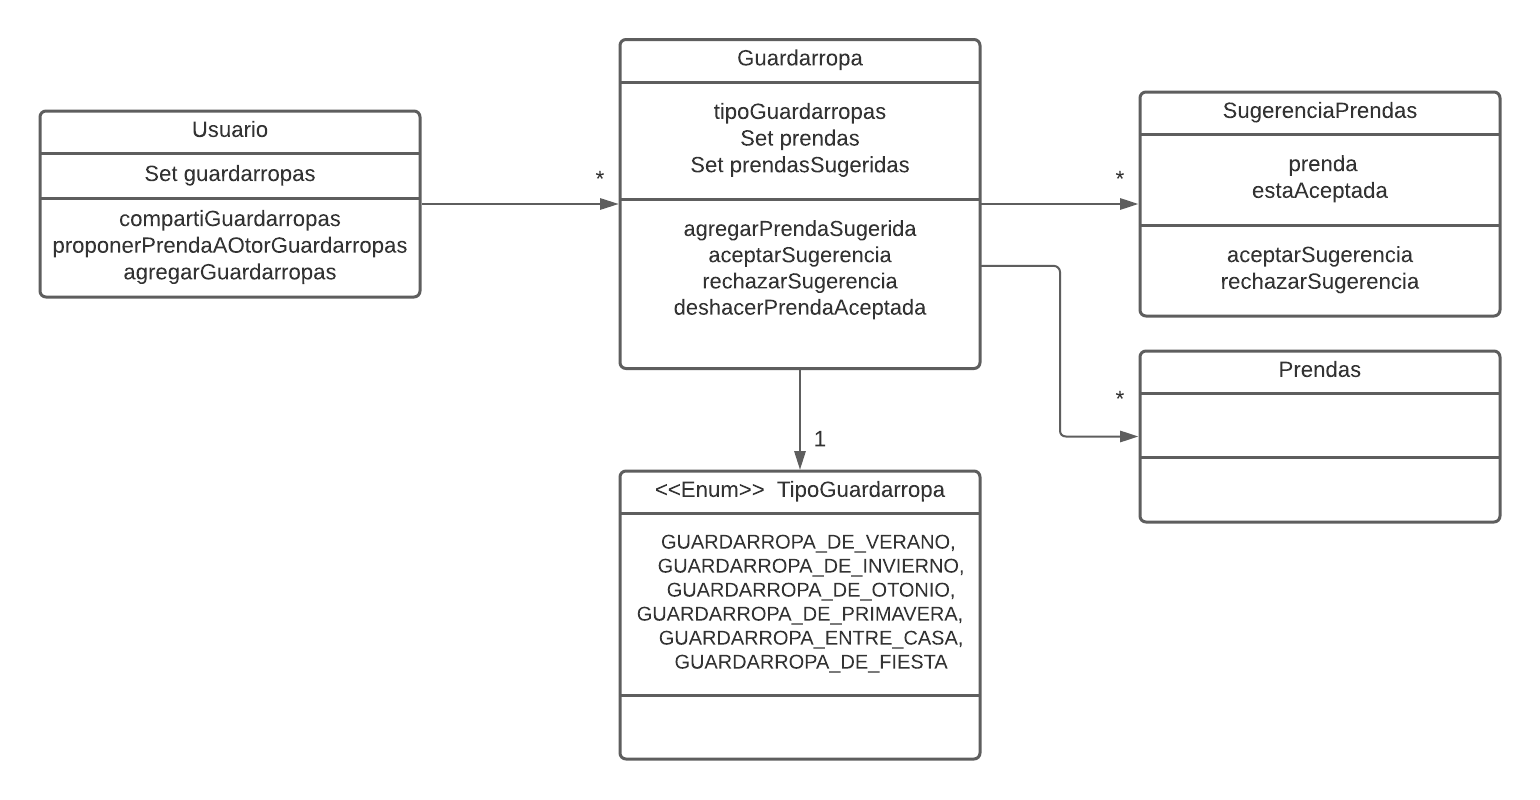 Usuario
Set guardarropas
compartiGuardarropas
proponerPrendaAOtorGuardarropas
agregarGuardarropas
*
Guardarropa
tipoGuardarropas
Set prendas
Set prendasSugeridas
agregarPrendaSugerida
aceptarSugerencia
rechazarSugerencia
deshacerPrendaAceptada
*
SugerenciaPrendas
prenda
estaAceptada
aceptarSugerencia
rechazarSugerencia
*
Prendas
1
<<Enum>> TipoGuardarropa
GUARDARROPA_DE_VERANO,
GUARDARROPA_DE_INVIERNO,
GUARDARROPA_DE_OTONIO,
GUARDARROPA_DE_PRIMAVERA,
GUARDARROPA_ENTRE_CASA,
GUARDARROPA_DE_FIESTA